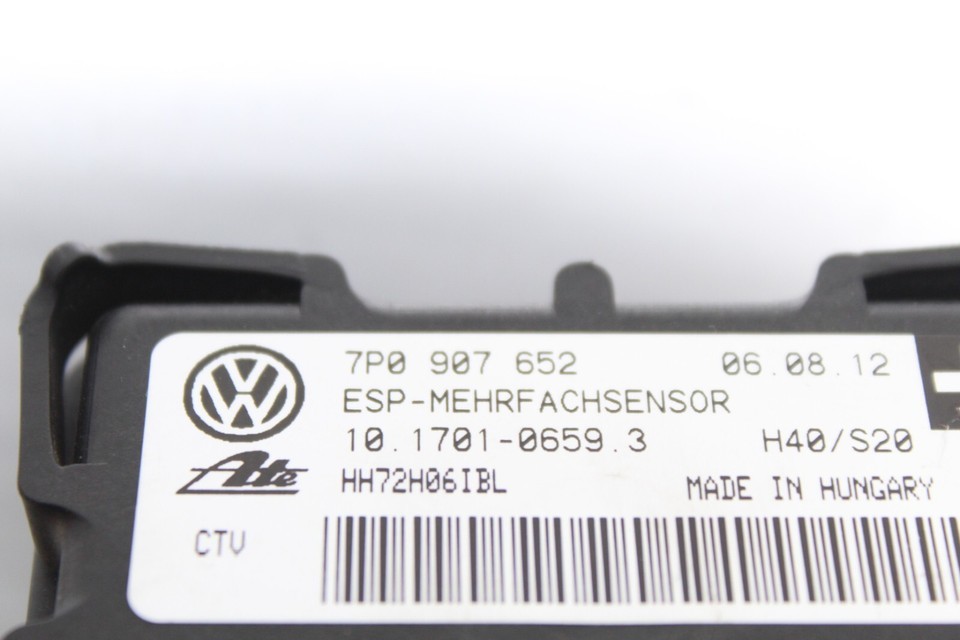 7P0 907 652 06.08.12
ESP-MEHRFACHSENSOR
10.1701-0659.3 H40/S20
Ate HH72H06IBL MADE IN HUNGARY
CTV